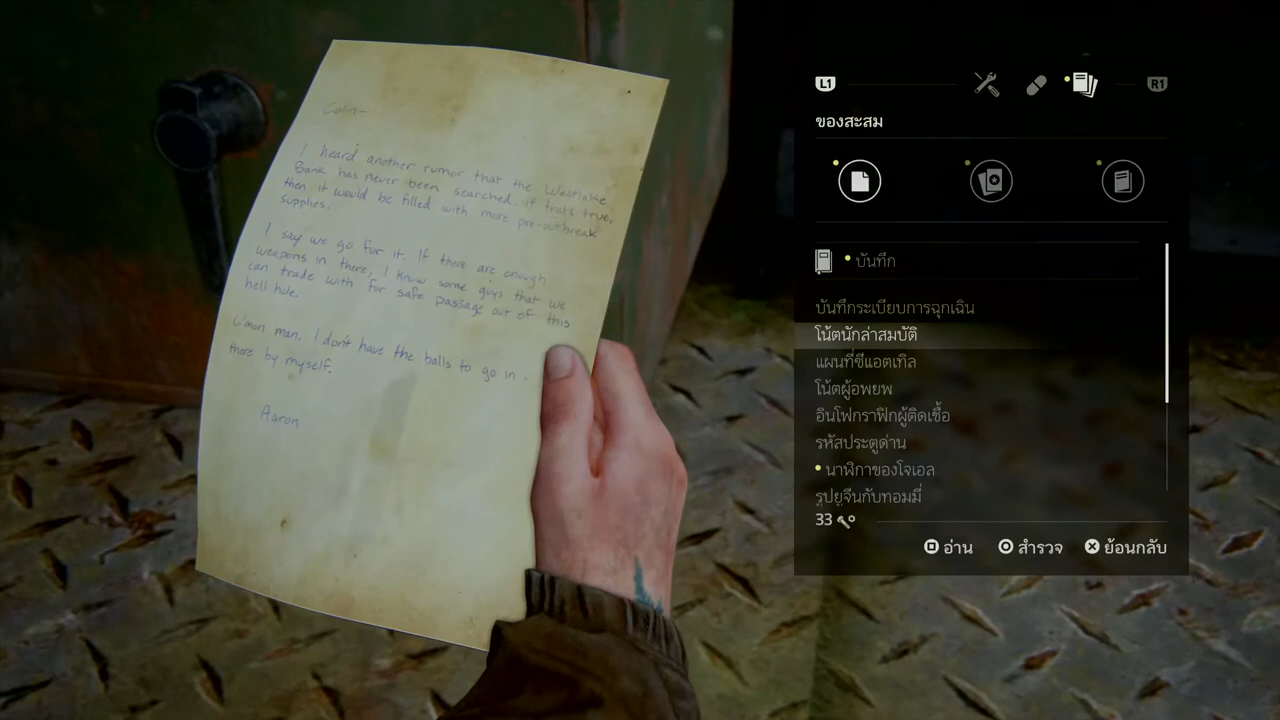 Colin—
I heard another rumor that the Westlake
Bank has never been searched. if that's true,
then it would be filled with more pre-outbreak
supplies.
I say we go for it. If there are enough
weapons in there, I know some guys that we
can trade with for safe passage out of this
hell hole.
C'mon man. I don't have the balls to go in
there by myself.
Aaron
L1
R1
ของสะสม
บันทึก
บันทึกระเบียบการฉุกเฉิน
โน้ตนักล่าสมบัติ
แผนที่ซีแอตเทิล
โน้ตผู้อพยพ
อินโฟกราฟิกผู้ติดเชื้อ
รหัสประตูด่าน
นาฬิกาของโจเอล
รูปยูจีนกับทอมมี่
33
อ่าน สำรวจ ย้อนกลับ